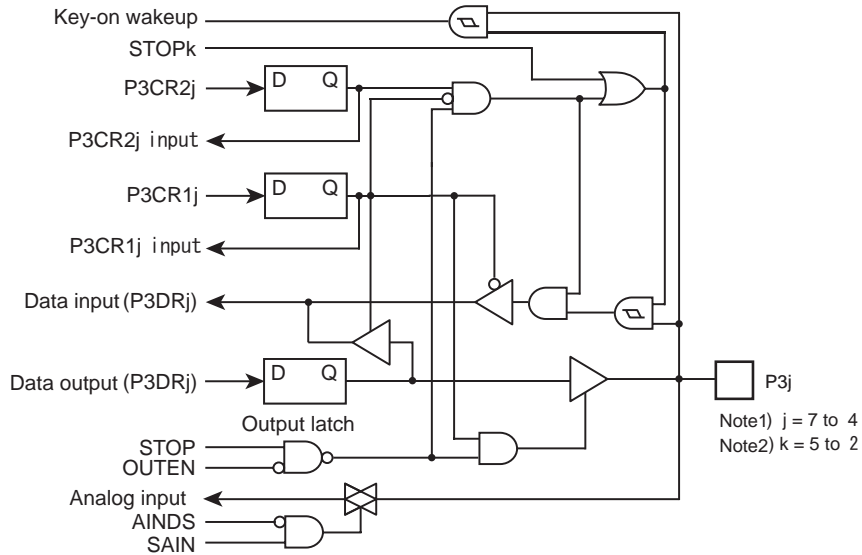 Key-on wakeup
STOPk
P3CR2j
D Q
P3CR2j input
P3CR1j
D Q
P3CR1j input
Data input (P3DRj)
Data output (P3DRj)
D Q
P3j
Output latch
Note1) j = 7 to 4
Note2) k = 5 to 2
STOP
OUTEN
Analog input
AINDS
SAIN